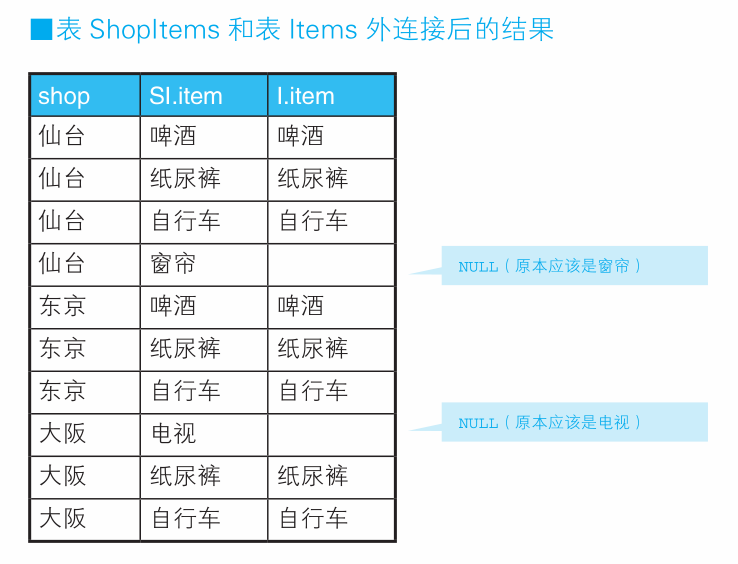 ■表 ShopItems 和表 Items 外连接后的结果
shop SI.item I.item
仙台 啤酒 啤酒
仙台 纸尿裤 纸尿裤
仙台 自行车 自行车
仙台 窗帘
NULL（原本应该是窗帘）
东京 啤酒 啤酒
东京 纸尿裤 纸尿裤
东京 自行车 自行车
大阪 电视
NULL（原本应该是电视）
大阪 纸尿裤 纸尿裤
大阪 自行车 自行车